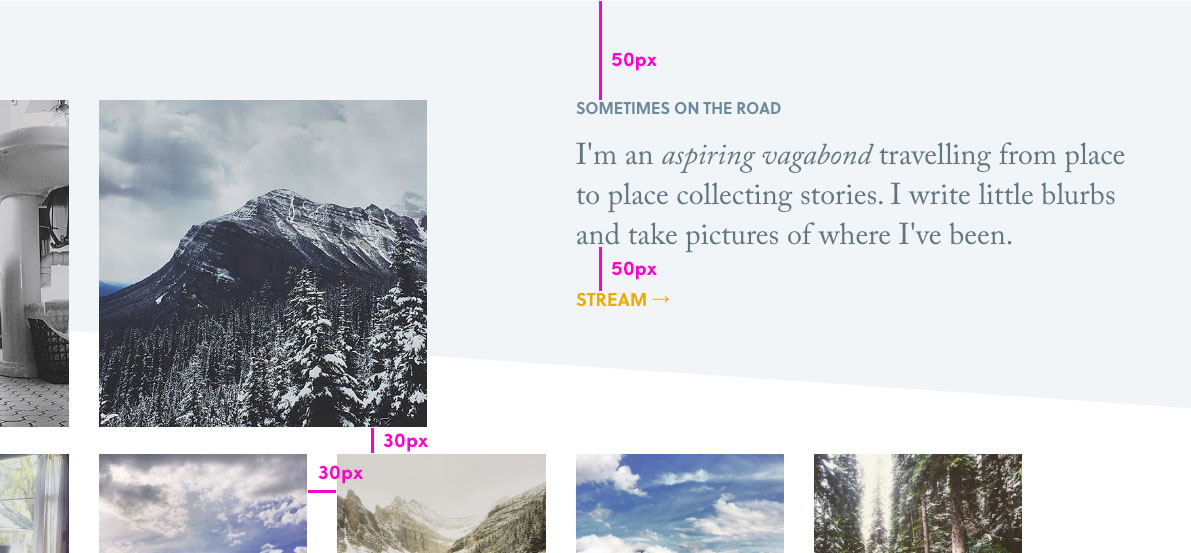 50px
SOMETIMES ON THE ROAD
I'm an aspiring vagabond travelling from place
to place collecting stories. I write little blurbs
and take pictures of where I've been.
50px
STREAM →
30px
30px